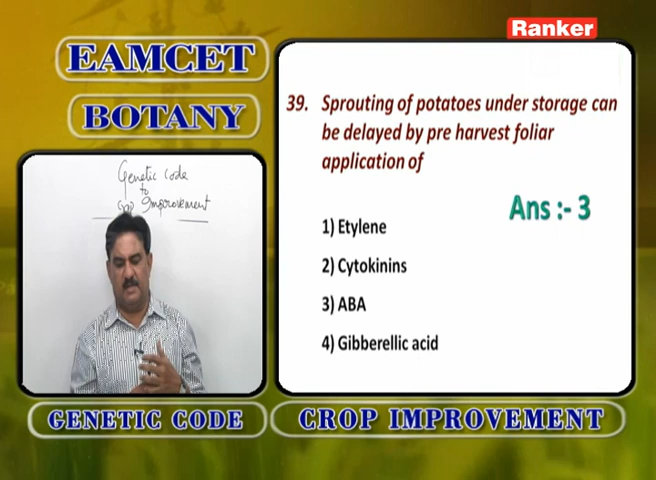 Ranker
EAMCET
BOTANY
Genetic code
to
Improvement
39. Sprouting of potatoes under storage can
be delayed by pre harvest foliar
application of
Ans :- 3
1) Etylene
2) Cytokinins
3) ABA
4) Gibberellic acid
GENETIC CODE
CROP IMPROVEMENT